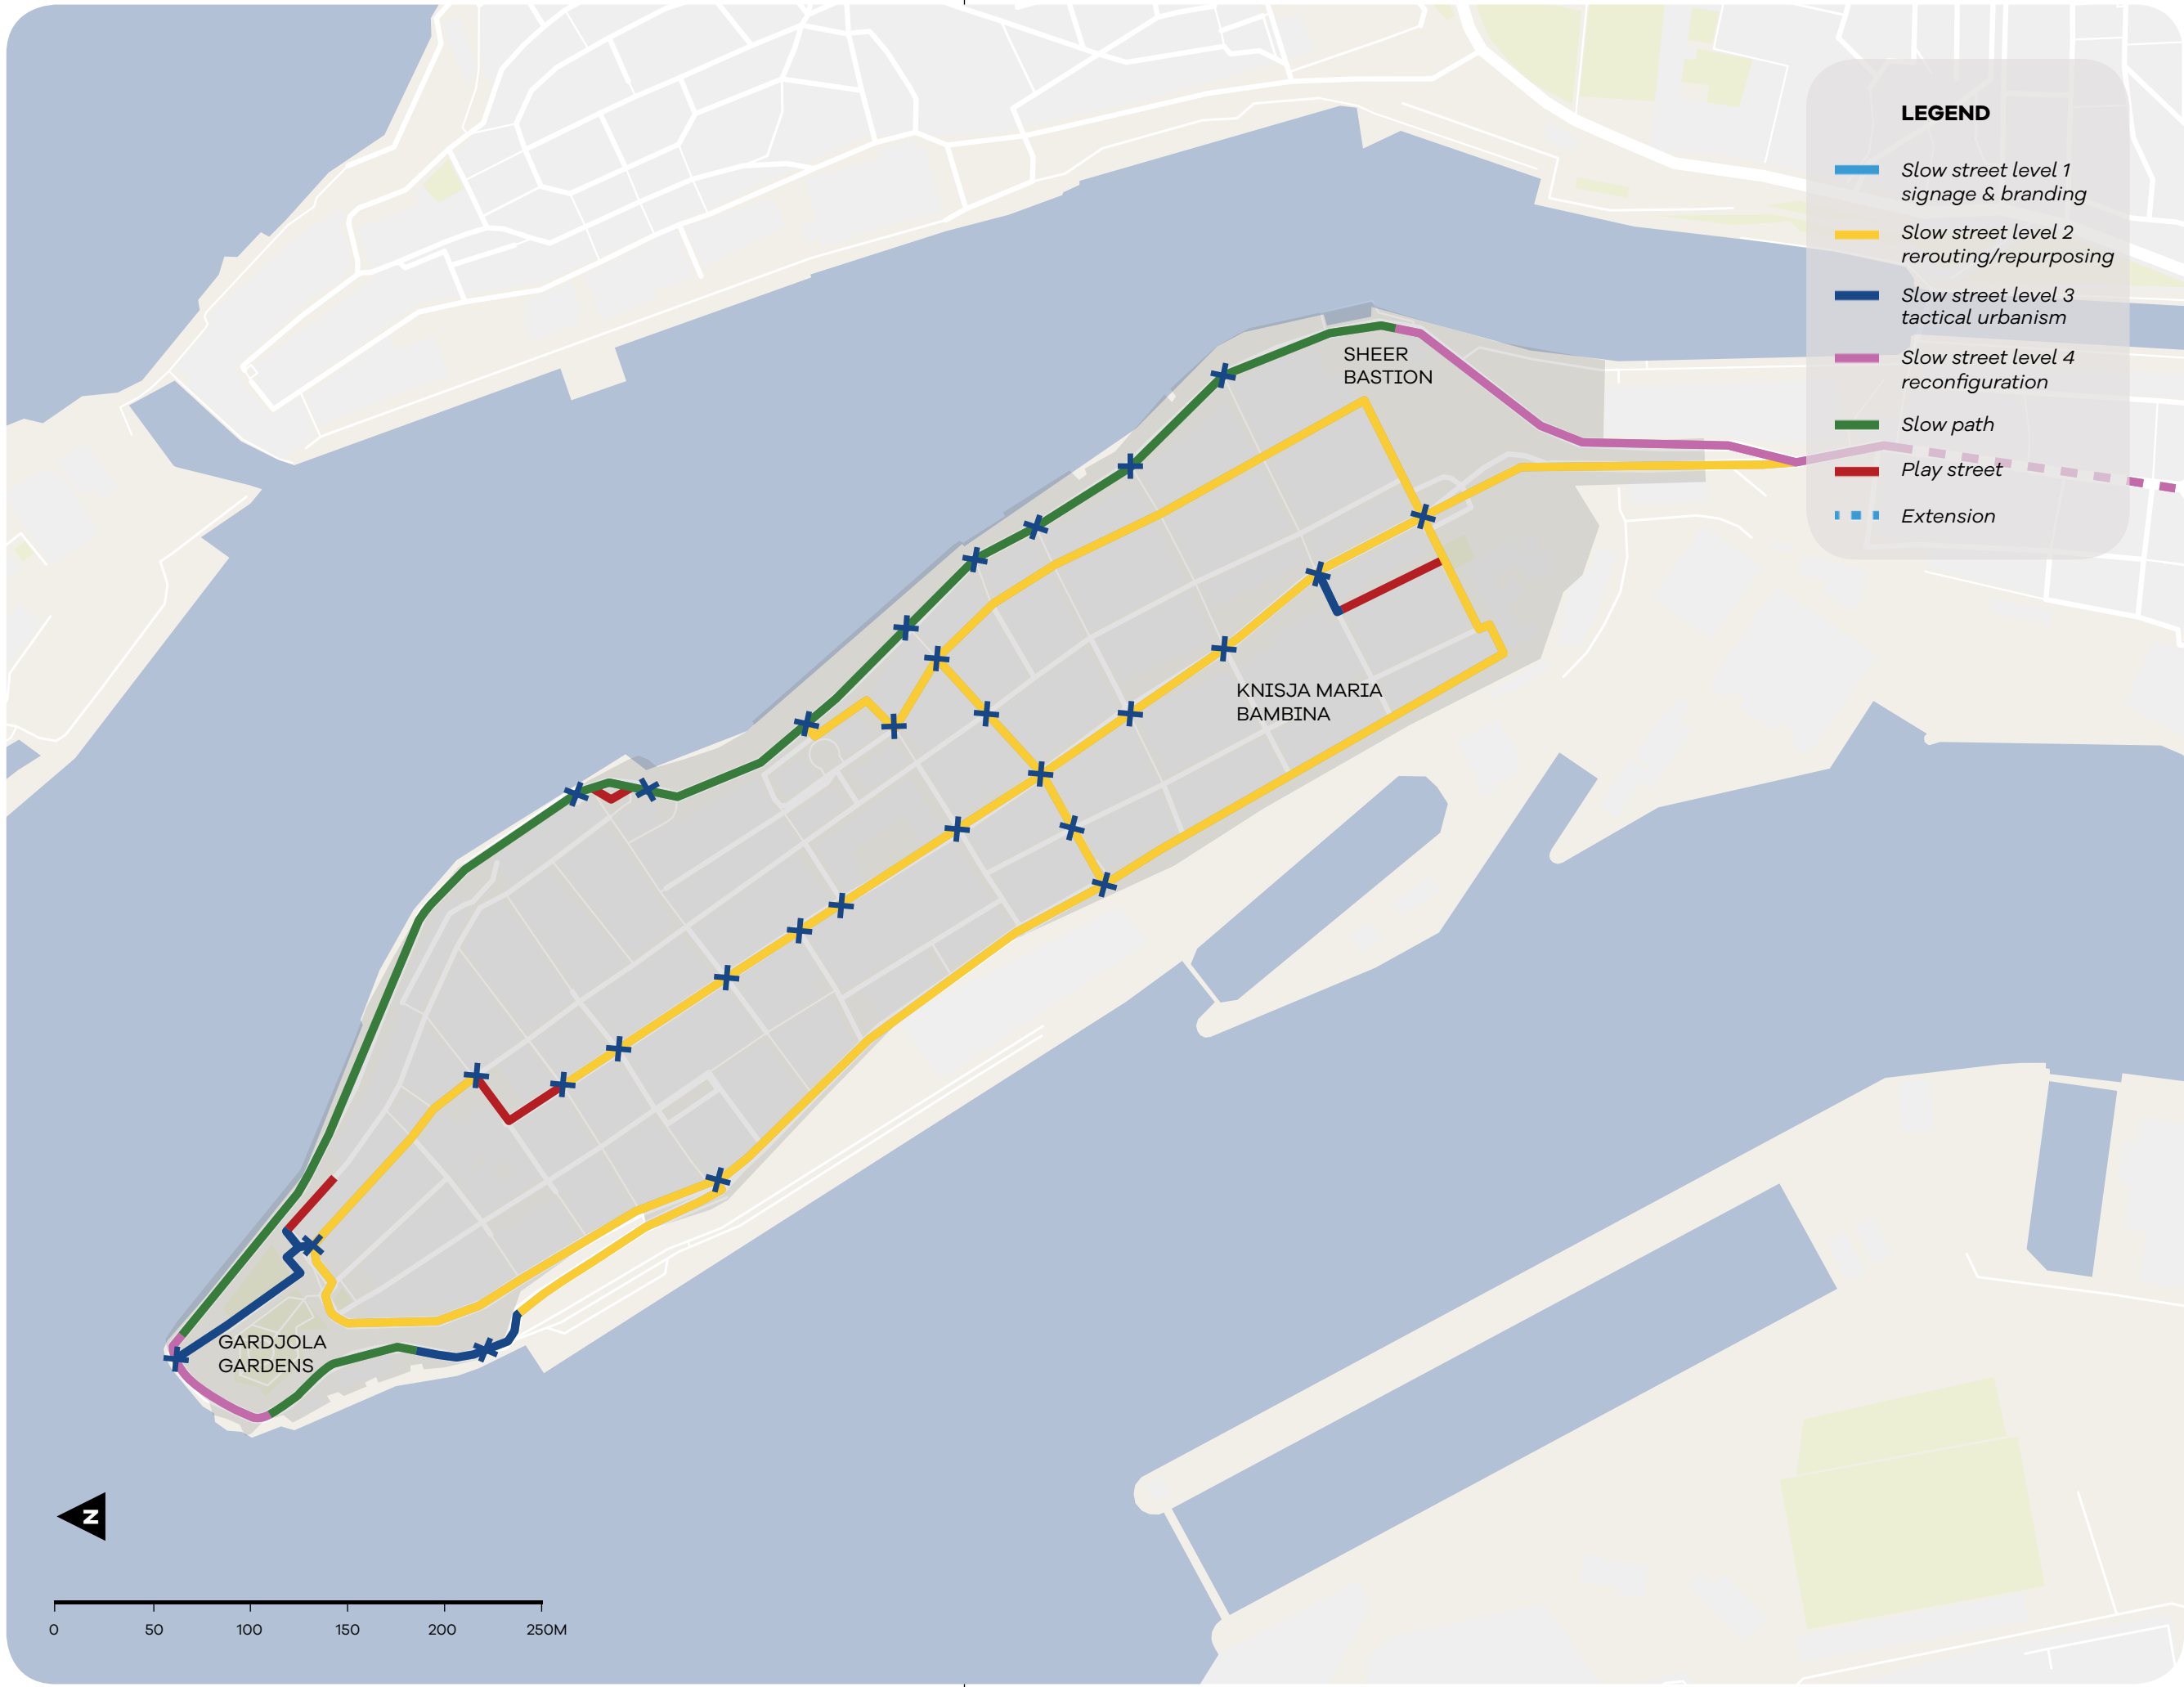 LEGEND
Slow street level 1
signage & branding
Slow street level 2
rerouting/repurposing
Slow street level 3
tactical urbanism
Slow street level 4
reconfiguration
Slow path
Play street
Extension
SHEER
BASTION
KNISJA MARIA
BAMBINA
GARDJOLA
GARDENS
N
0 50 100 150 200 250M